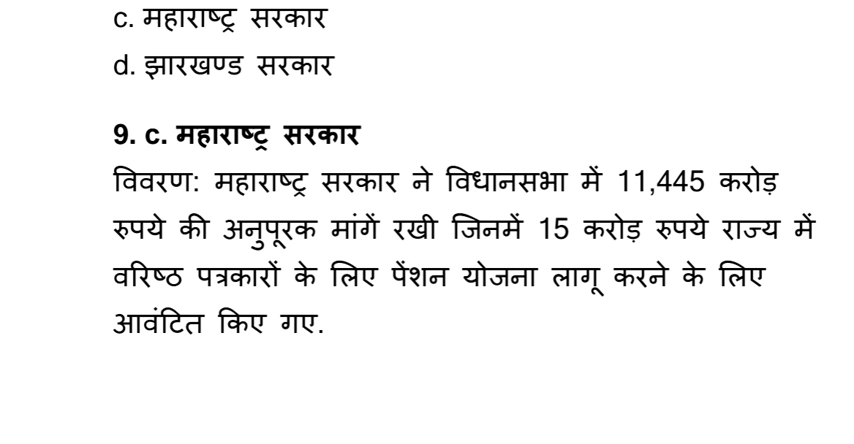 c. महाराष्ट्र सरकार
d. झारखण्ड सरकार
9. c. महाराष्ट्र सरकार
विवरण: महाराष्ट्र सरकार ने विधानसभा में 11,445 करोड़
रुपये की अनुपूरक मांगें रखी जिनमें 15 करोड़ रुपये राज्य में
वरिष्ठ पत्रकारों के लिए पेंशन योजना लागू करने के लिए
आवंटित किए गए.